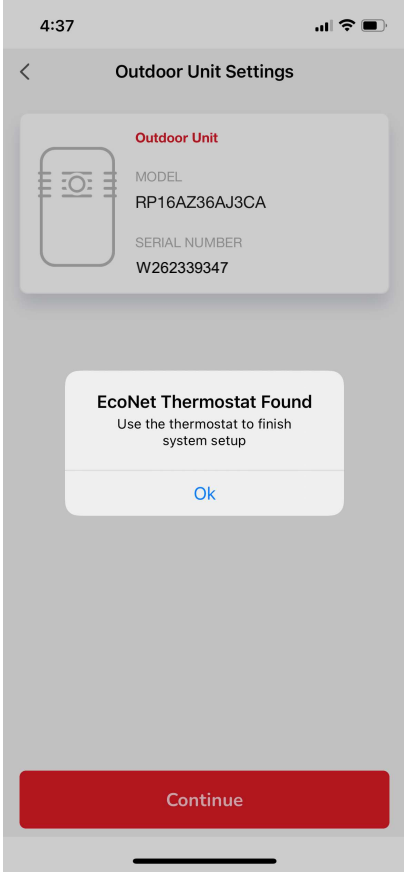 4:37
Outdoor Unit Settings
Outdoor Unit
MODEL
RP16AZ36AJ3CA
SERIAL NUMBER
W262339347
EcoNet Thermostat Found
Use the thermostat to finish
system setup
Ok
Continue